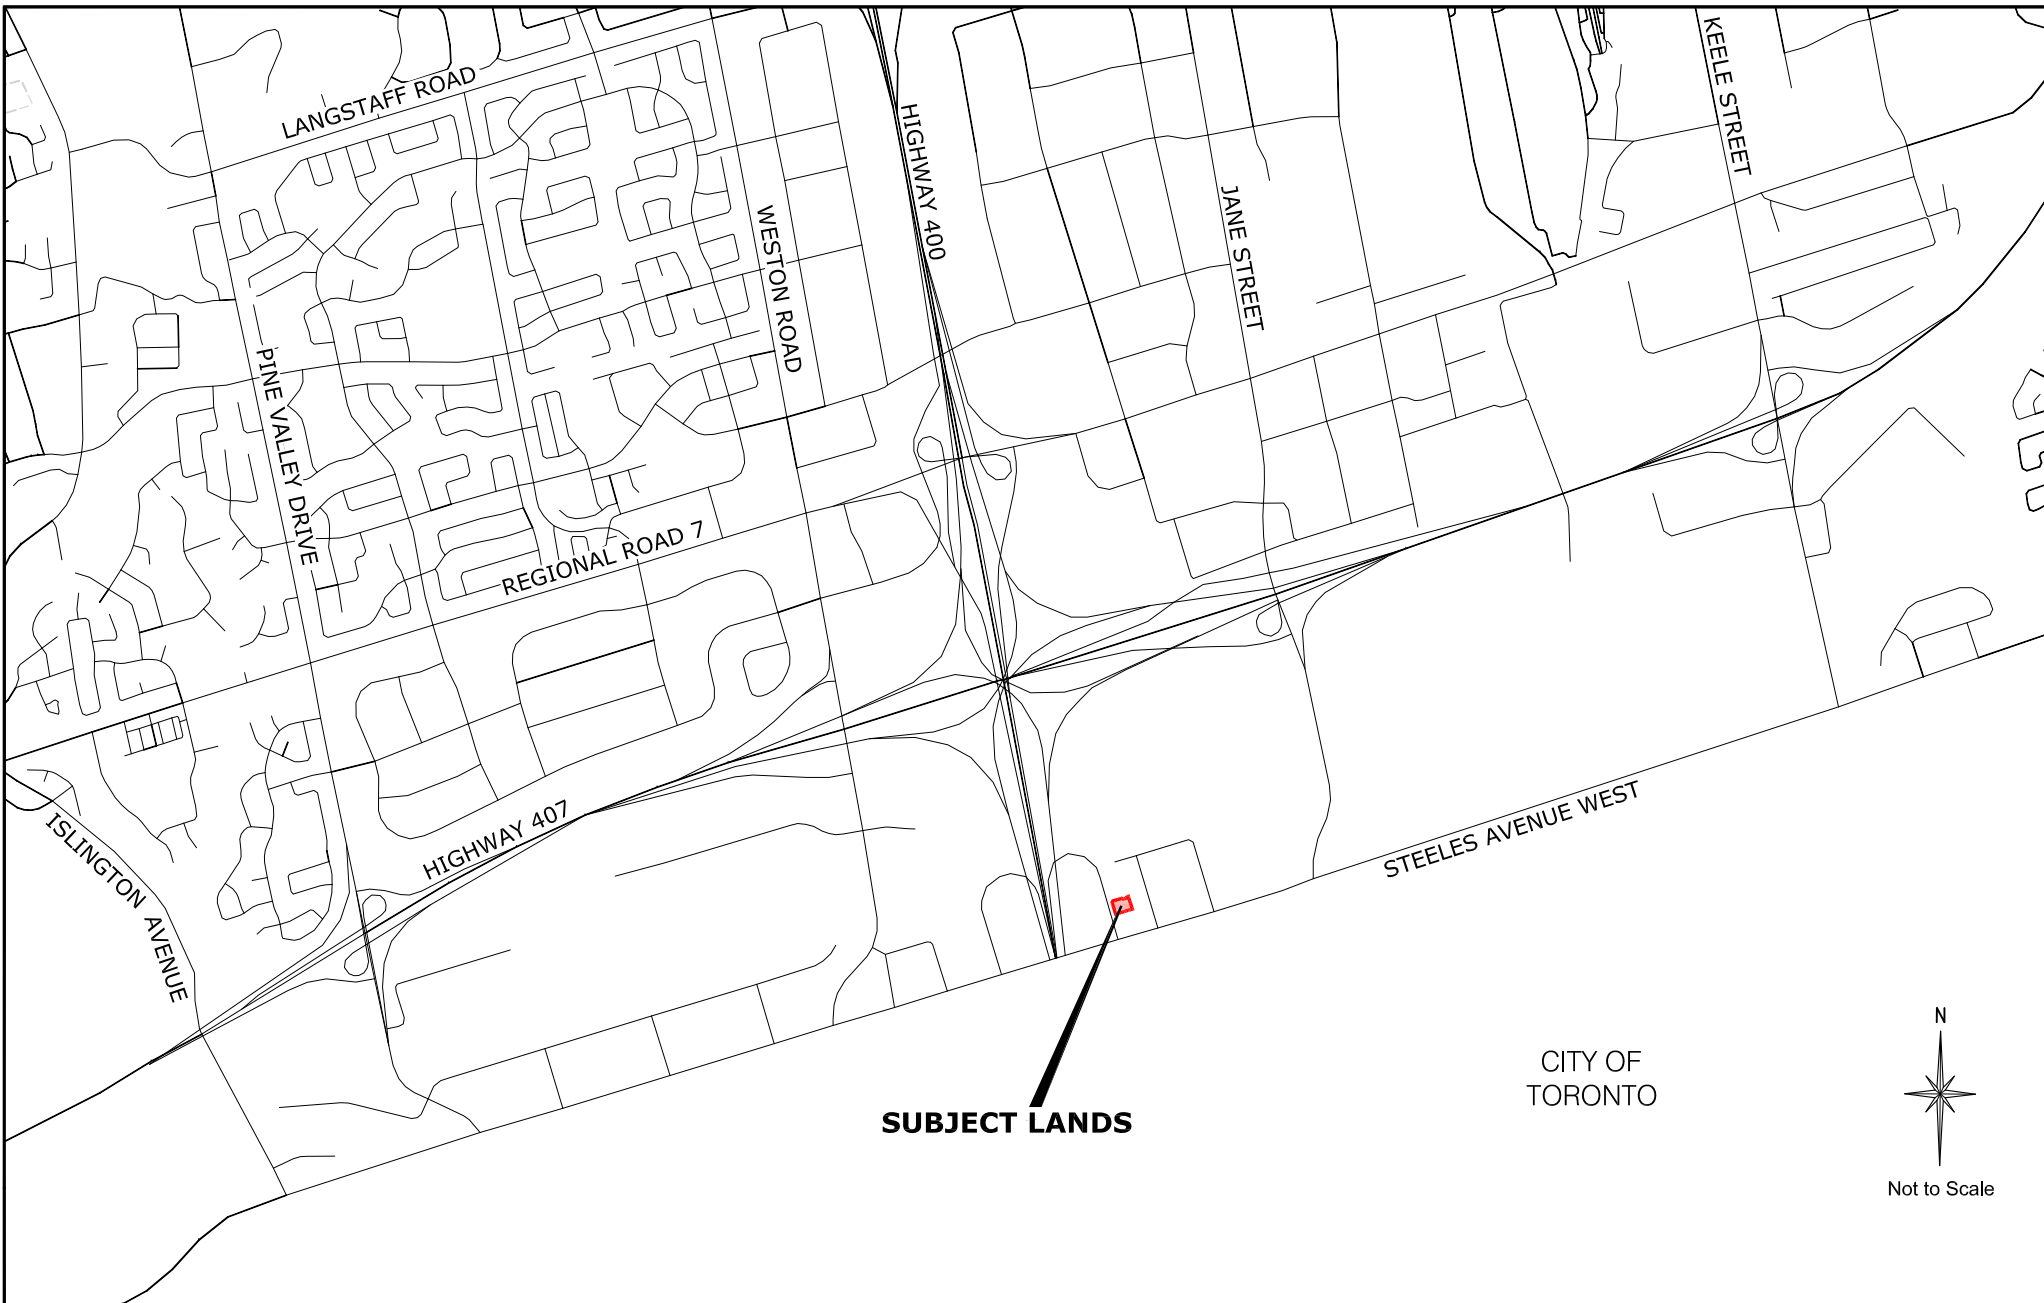 LANGSTAFF ROAD
KEELE STREET
HIGHWAY 400
JANE STREET
WESTON ROAD
PINE VALLEY DRIVE
REGIONAL ROAD 7
HIGHWAY 407
STEELES AVENUE WEST
ISLINGTON AVENUE
N
CITY OF
TORONTO
SUBJECT LANDS
Not to Scale